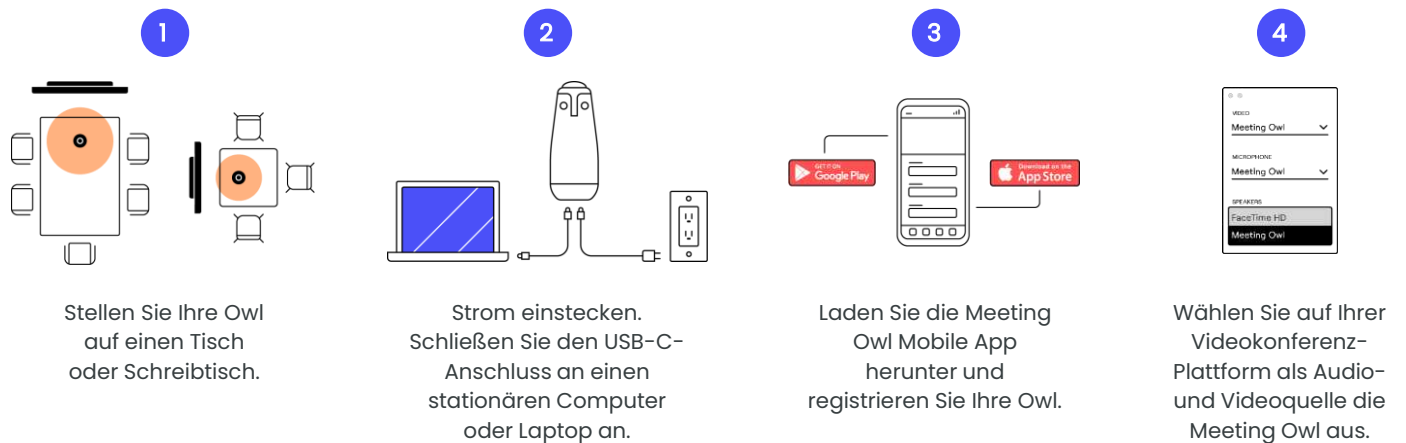 1
Stellen Sie Ihre Owl
auf einen Tisch
oder Schreibtisch.
2
Strom einstecken.
Schließen Sie den USB-C-
Anschluss an einen
stationären Computer
oder Laptop an.
3
GET IT ON
Google Play
Download on the
App Store
Laden Sie die Meeting
Owl Mobile App
herunter und
registrieren Sie Ihre Owl.
4
VIDEO
Meeting Owl
MICROPHONE
Meeting Owl
SPEAKERS
FaceTime HD
Meeting Owl
Wählen Sie auf Ihrer
Videokonferenz-
Plattform als Audio-
und Videoquelle die
Meeting Owl aus.